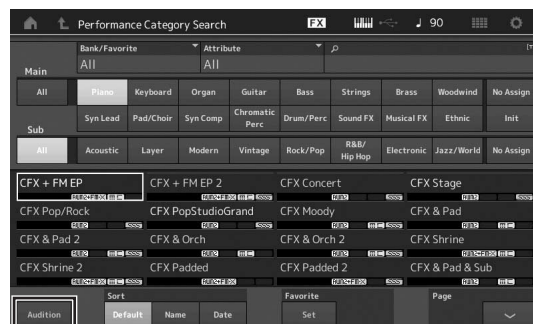 Performance Category Search FX ♩ 90
Bank/Favorite Attribute
Main All All
All Piano Keyboard Organ Guitar Bass Strings Brass Woodwind No Assign
Syn Lead Pad/Choir Syn Comp Chromatic Perc Drum/Perc Sound FX Musical FX Ethnic Init
Sub
All Acoustic Layer Modern Vintage Rock/Pop R&B/Hip Hop Electronic Jazz/World No Assign
CFX + FM EP CFX + FM EP 2 CFX Concert CFX Stage
CFX Pop/Rock CFX PopStudioGrand CFX Moody CFX & Pad
CFX & Pad 2 CFX & Orch CFX & Orch 2 CFX Shrine
CFX Shrine 2 CFX Padded CFX Padded 2 CFX & Pad & Sub
Sort Favorite Page
Audition Default Name Date Set